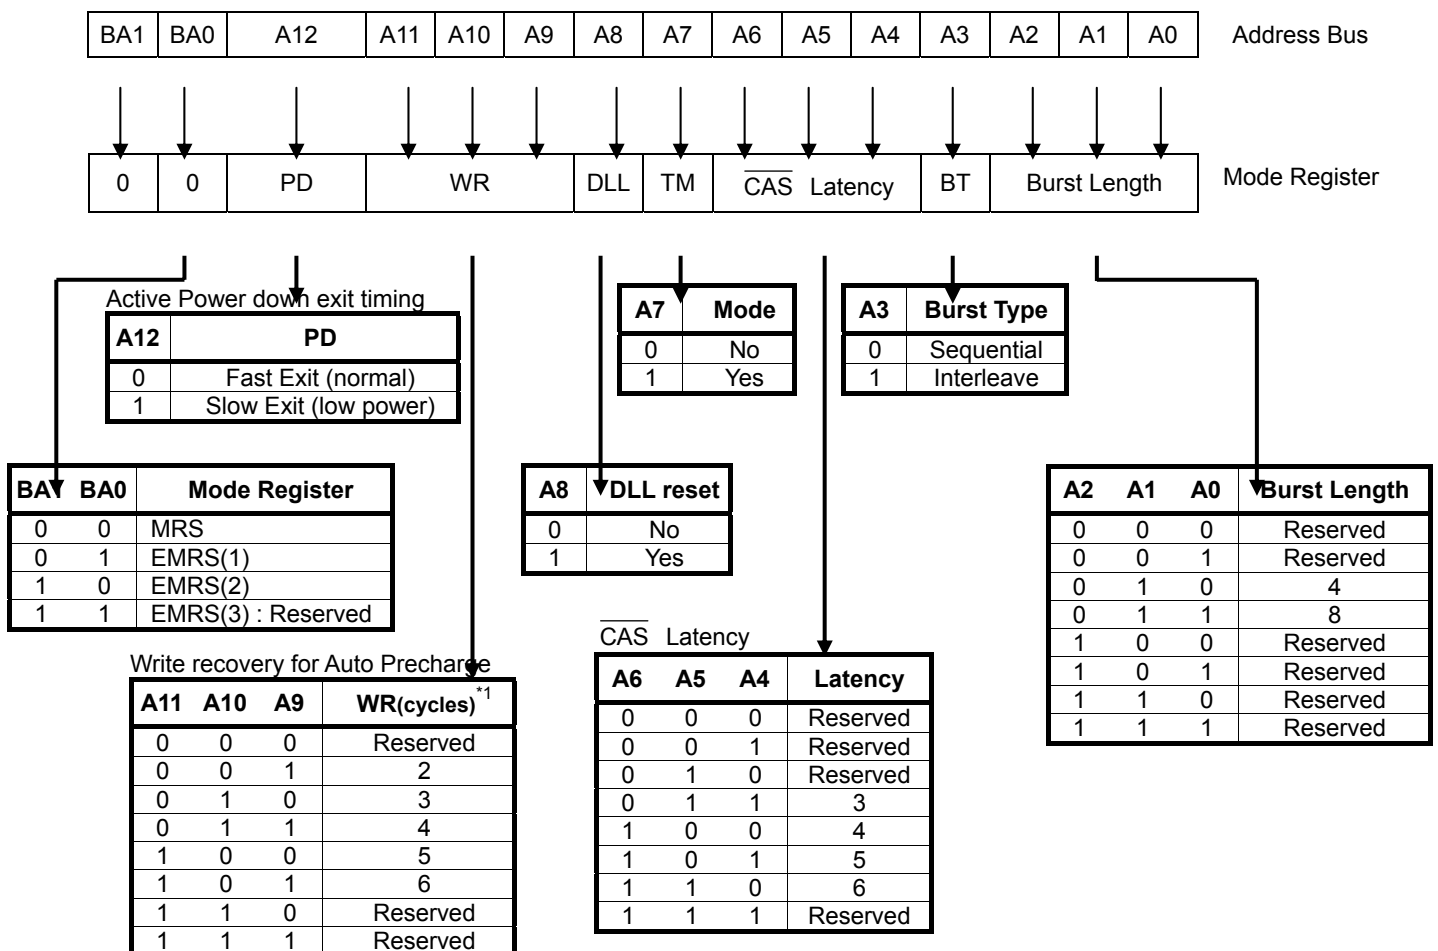 BA1 BA0 A12 A11 A10 A9 A8 A7 A6 A5 A4 A3 A2 A1 A0 Address Bus
0 0 PD WR DLL TM CAS Latency BT Burst Length Mode Register
Active Power down exit timing
A12 PD
0 Fast Exit (normal)
1 Slow Exit (low power)
A7 Mode
0 No
1 Yes
A3 Burst Type
0 Sequential
1 Interleave
BA1 BA0 Mode Register
0 0 MRS
0 1 EMRS(1)
1 0 EMRS(2)
1 1 EMRS(3) : Reserved
A8 DLL reset
0 No
1 Yes
A2 A1 A0 Burst Length
0 0 0 Reserved
0 0 1 Reserved
0 1 0 4
0 1 1 8
1 0 0 Reserved
1 0 1 Reserved
1 1 0 Reserved
1 1 1 Reserved
Write recovery for Auto Precharge
A11 A10 A9 WR(cycles)*1
0 0 0 Reserved
0 0 1 2
0 1 0 3
0 1 1 4
1 0 0 5
1 0 1 6
1 1 0 Reserved
1 1 1 Reserved
CAS Latency
A6 A5 A4 Latency
0 0 0 Reserved
0 0 1 Reserved
0 1 0 Reserved
0 1 1 3
1 0 0 4
1 0 1 5
1 1 0 6
1 1 1 Reserved